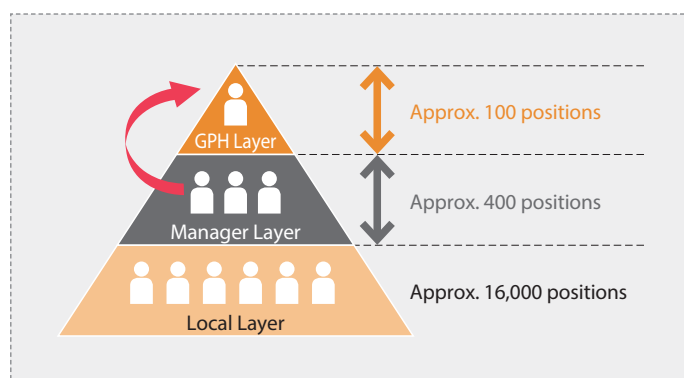 GPH Layer
Approx. 100 positions
Manager Layer
Approx. 400 positions
Local Layer
Approx. 16,000 positions